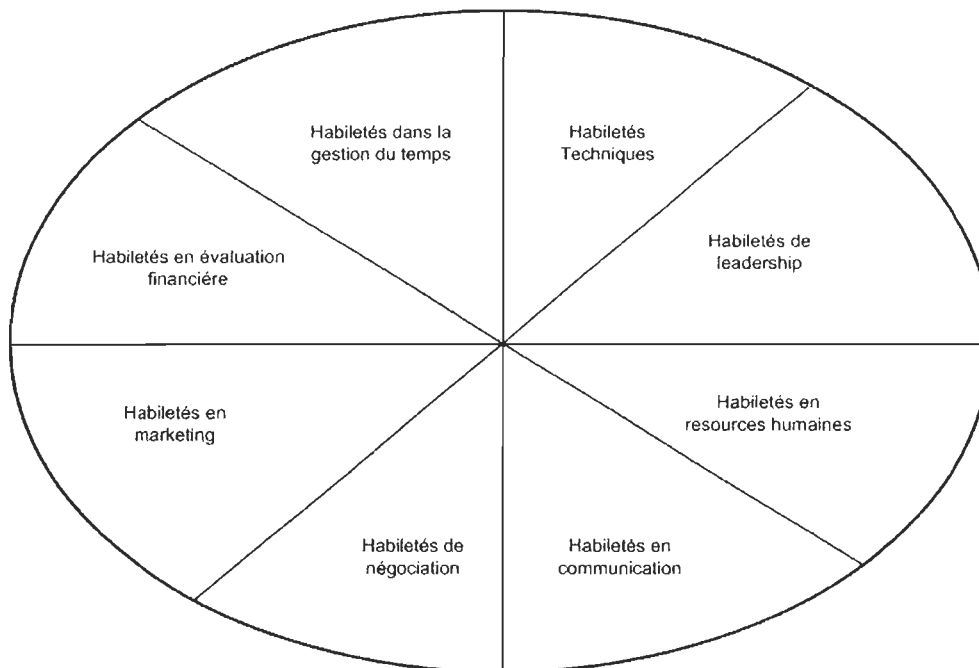 Habiletés dans la
gestion du temps
Habiletés
Techniques
Habiletés de
leadership
Habiletés en évaluation
financiére
Habiletés en
resources humaines
Habiletés en
marketing
Habiletés de
négociation
Habiletés en
communication